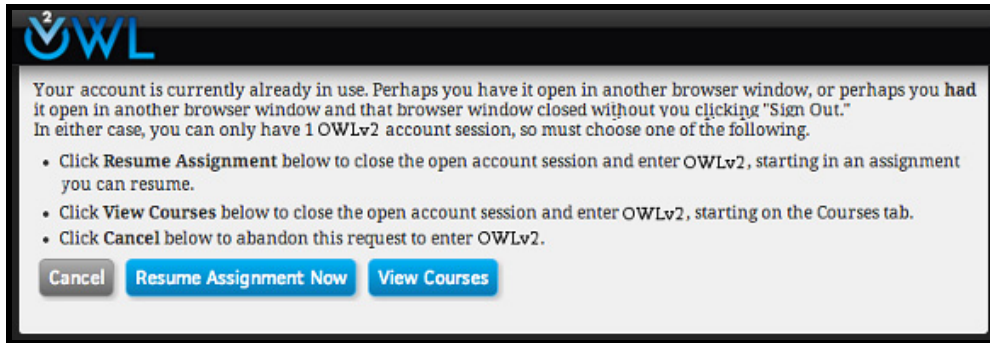 OWL 2
Your account is currently already in use. Perhaps you have it open in another browser window, or perhaps you had
it open in another browser window and that browser window closed without you clicking "Sign Out."
In either case, you can only have 1 OWLv2 account session, so must choose one of the following.
• Click Resume Assignment below to close the open account session and enter OWLv2, starting in an assignment
you can resume.
• Click View Courses below to close the open account session and enter OWLv2, starting on the Courses tab.
• Click Cancel below to abandon this request to enter OWLv2.
Cancel Resume Assignment Now View Courses